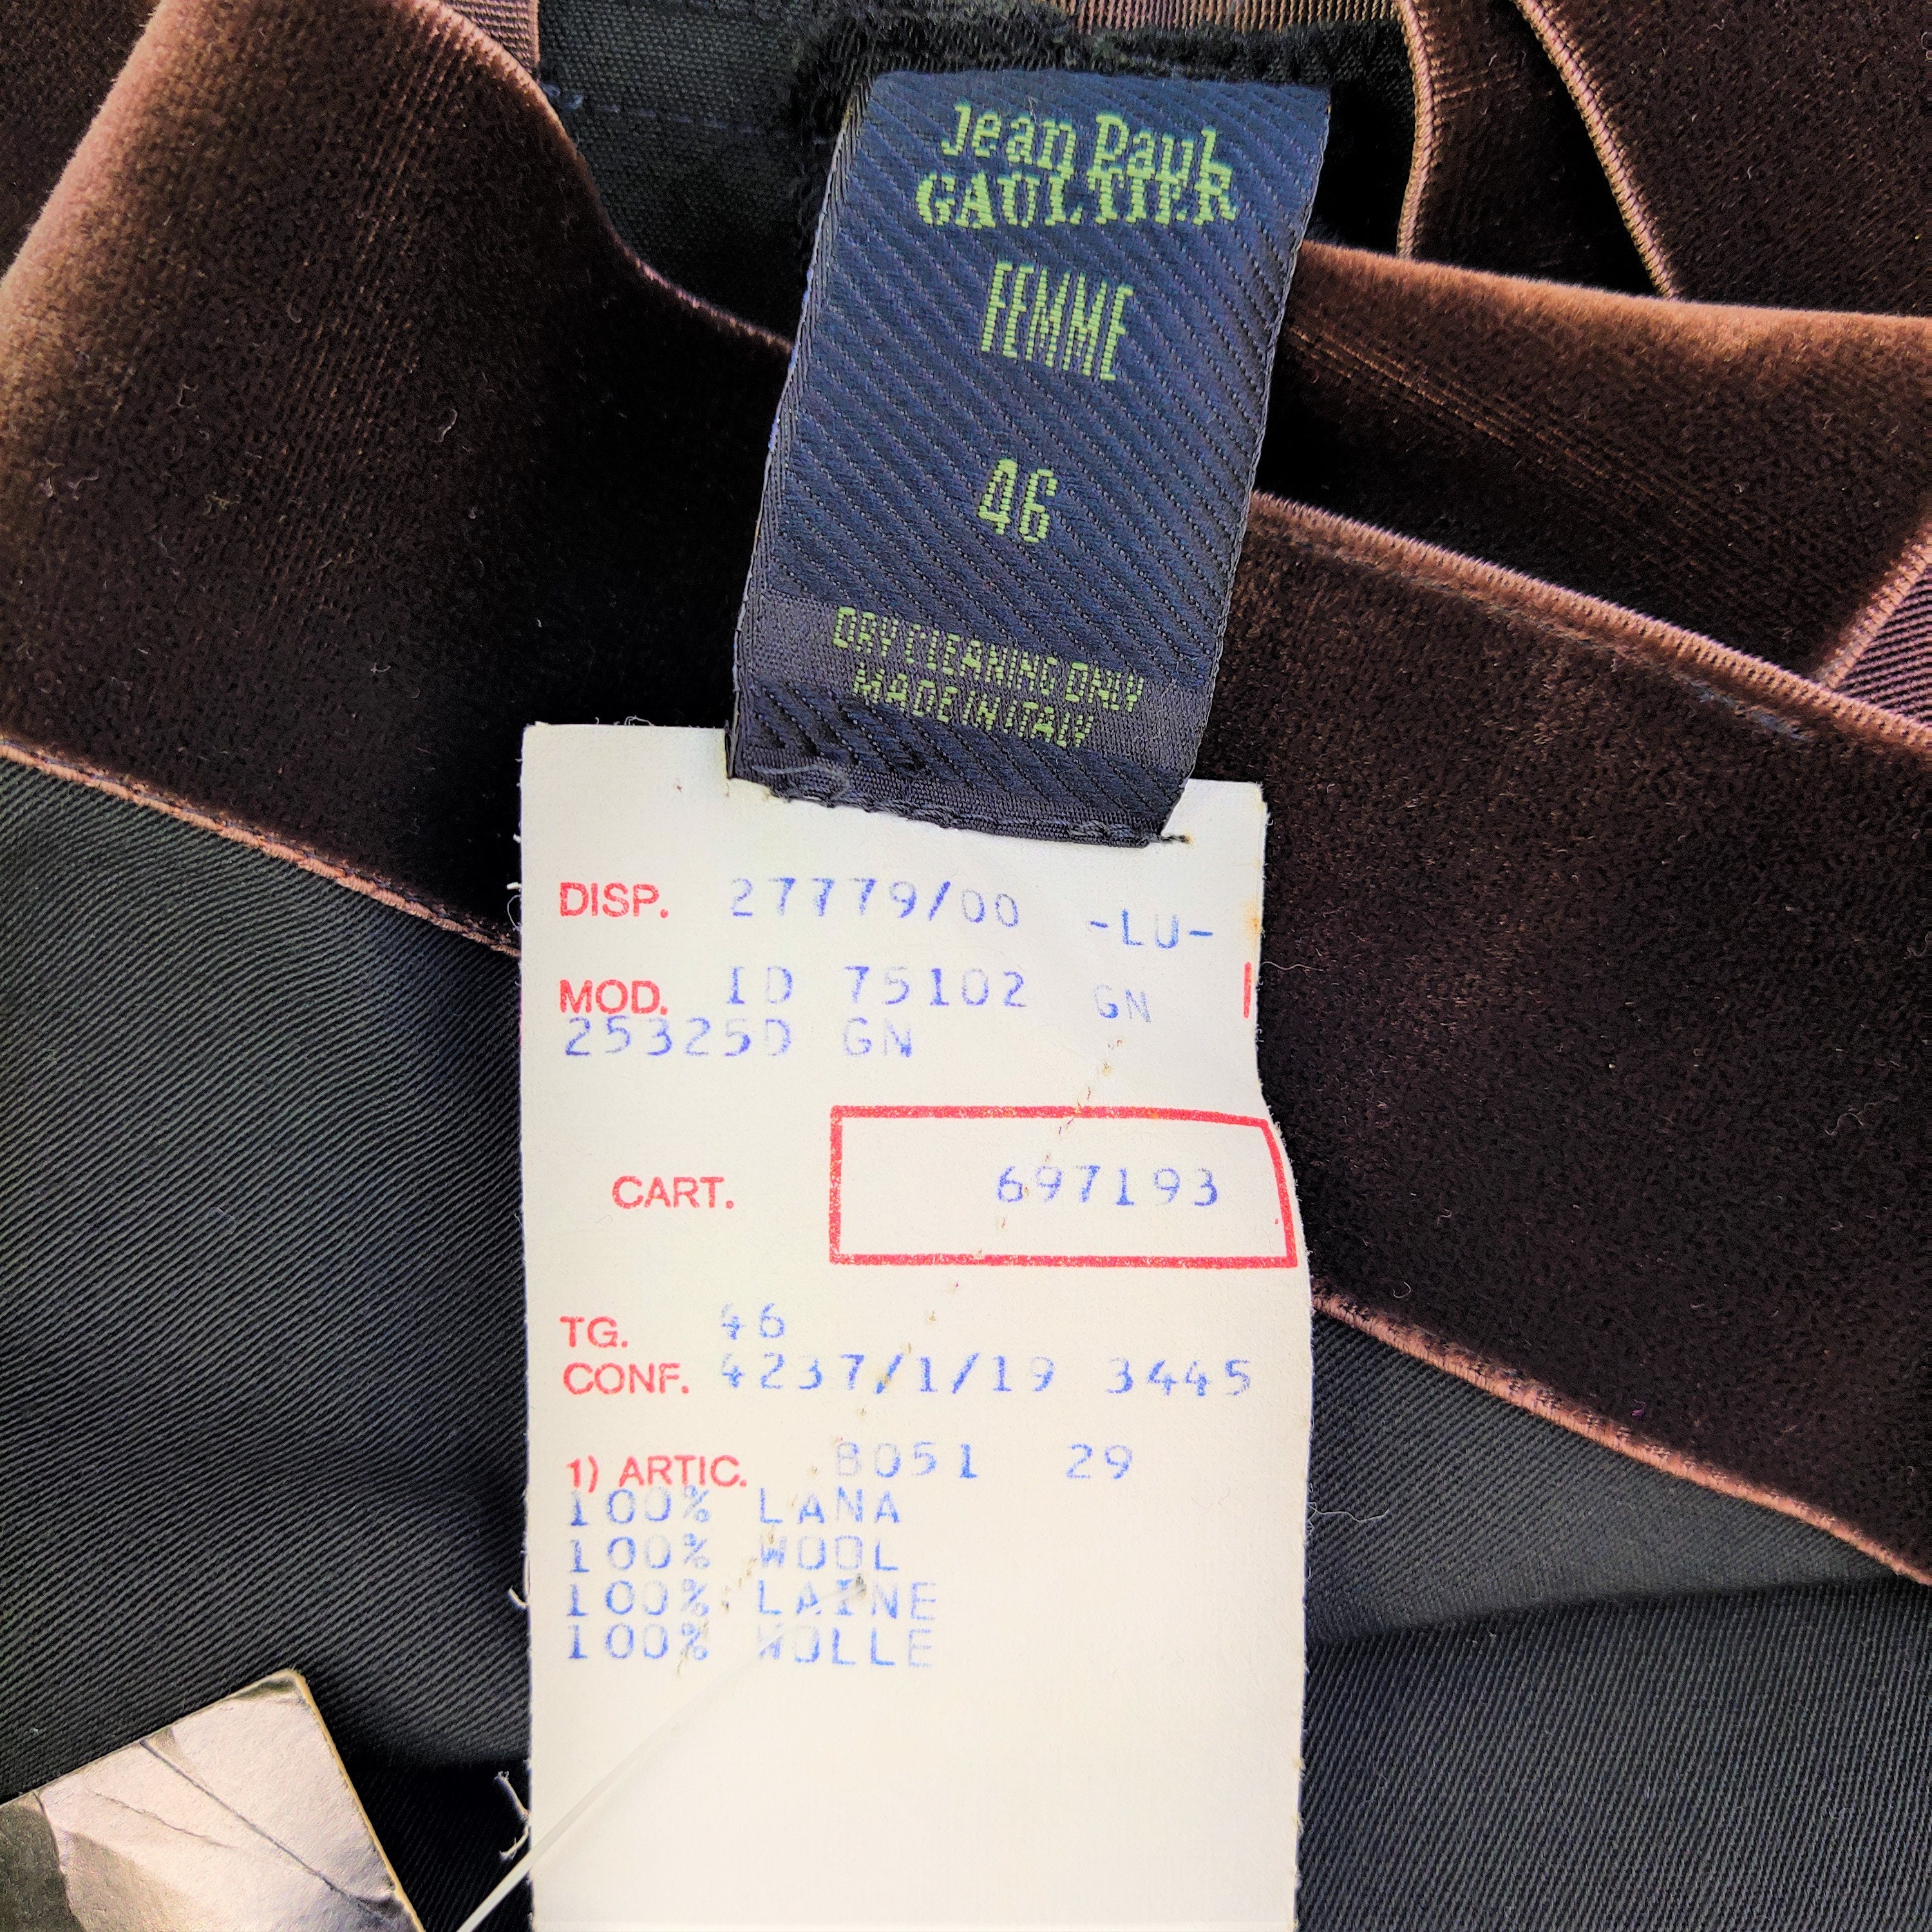 Jean Paul
GAULTIER
FEMME
46
DRY CLEANING ONLY
MADE IN ITALY
DISP. 27779/00 -LU-
MOD. ID 75102 GN
25325D GN
CART. 697193
TG. 46
CONF. 4237/1/19 3445
1) ARTIC. B051 29
100% LANA
100% WOOL
100% LAINE
100% WOLLE